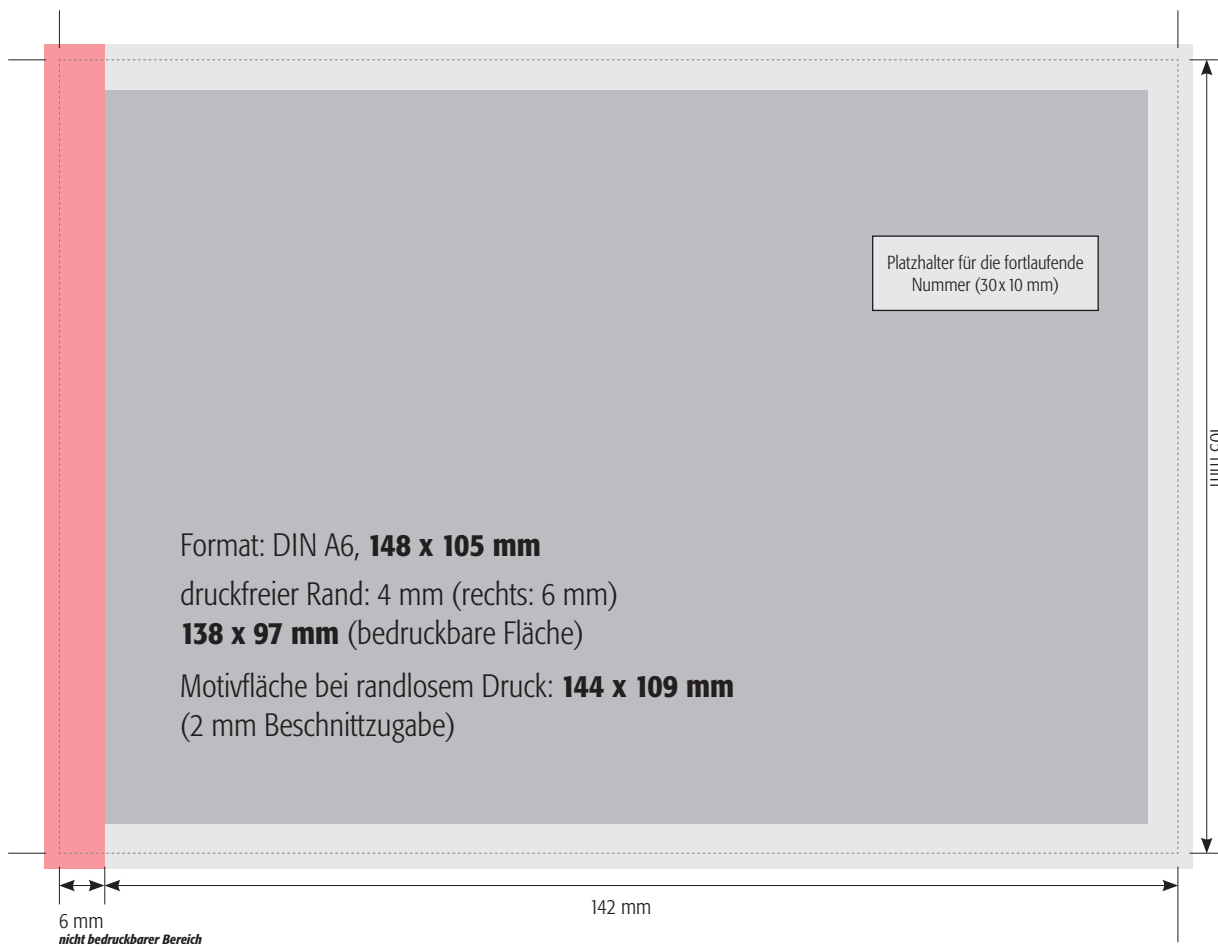 Platzhalter für die fortlaufende
Nummer (30 x 10 mm)
Format: DIN A6, 148 x 105 mm
druckfreier Rand: 4 mm (rechts: 6 mm)
138 x 97 mm (bedruckbare Fläche)
Motivfläche bei randlosem Druck: 144 x 109 mm
(2 mm Beschnittzugabe)
142 mm
6 mm
nicht bedruckbarer Bereich